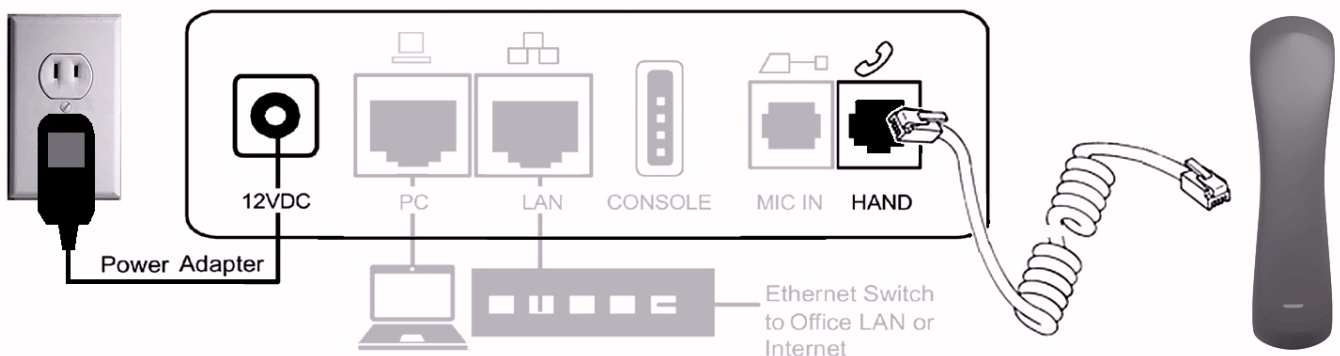 12VDC
PC
LAN
CONSOLE
MIC IN
HAND
Power Adapter
Ethernet Switch
to Office LAN or
Internet